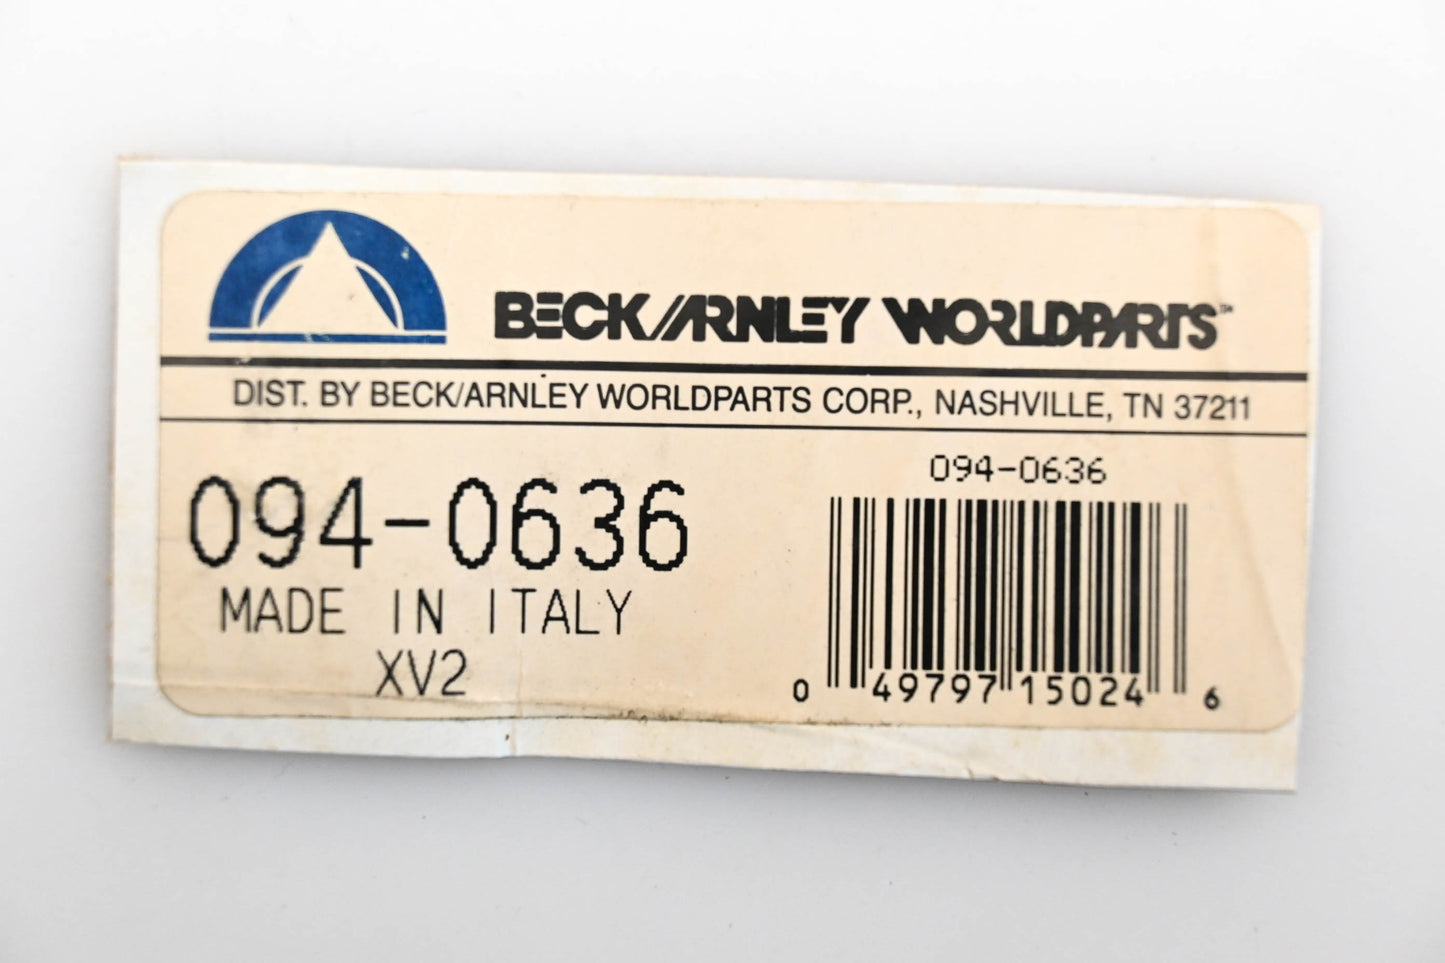 BECK/ARNLEY WORLDPARTS™
DIST. BY BECK/ARNLEY WORLDPARTS CORP., NASHVILLE, TN 37211
094-0636
MADE IN ITALY
XV2
094-0636
0 49797 15024 6